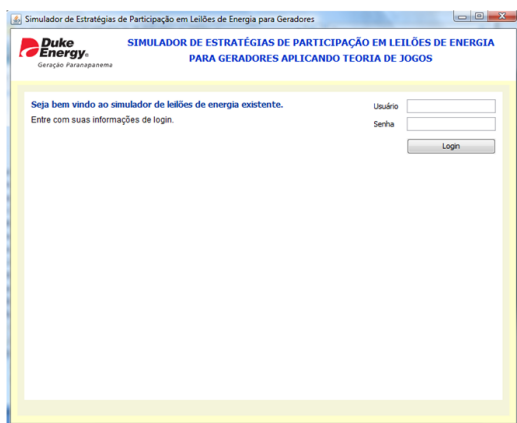 Simulador de Estratégias de Participação em Leilões de Energia para Geradores
Duke
Energy®
Geração Paranapanema
SIMULADOR DE ESTRATÉGIAS DE PARTICIPAÇÃO EM LEILÕES DE ENERGIA
PARA GERADORES APLICANDO TEORIA DE JOGOS
Seja bem vindo ao simulador de leilões de energia existente.
Entre com suas informações de login.
Usuário
Senha
Login